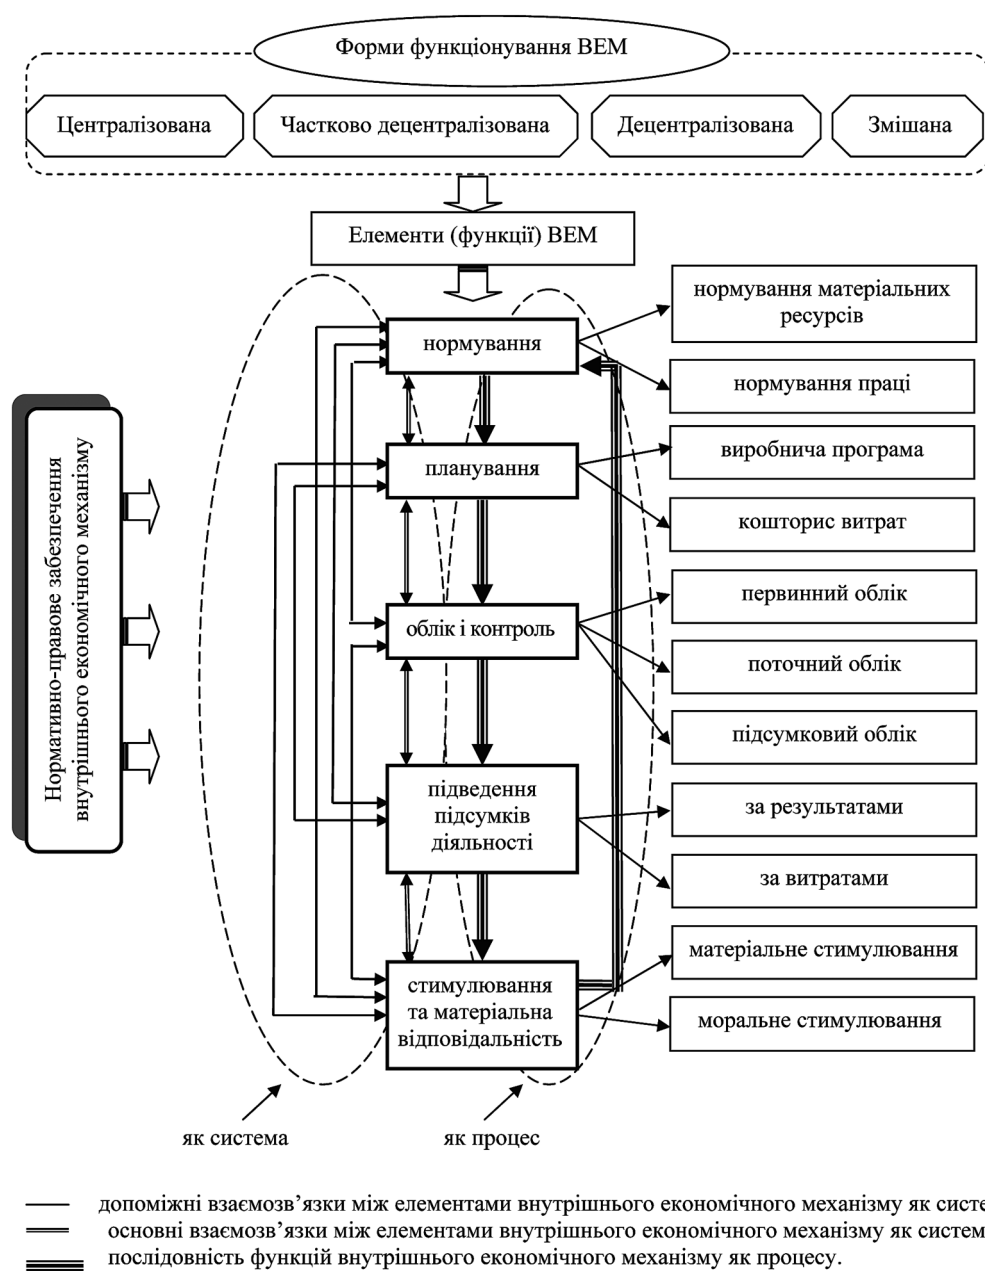 Форми функціонування ВЕМ
Централізована
Частково децентралізована
Децентралізована
Змішана
Елементи (функції) ВЕМ
Нормативно-правове забезпечення
внутрішнього економічного механізму
нормування
нормування матеріальних
ресурсів
нормування праці
планування
виробнича програма
кошторис витрат
облік і контроль
первинний облік
поточний облік
підсумковий облік
підведення
підсумків
діяльності
за результатами
за витратами
стимулювання
та матеріальна
відповідальність
матеріальне стимулювання
моральне стимулювання
як система
як процес
допоміжні взаємозв’язки між елементами внутрішнього економічного механізму як систе
основні взаємозв’язки між елементами внутрішнього економічного механізму як систем
послідовність функцій внутрішнього економічного механізму як процесу.